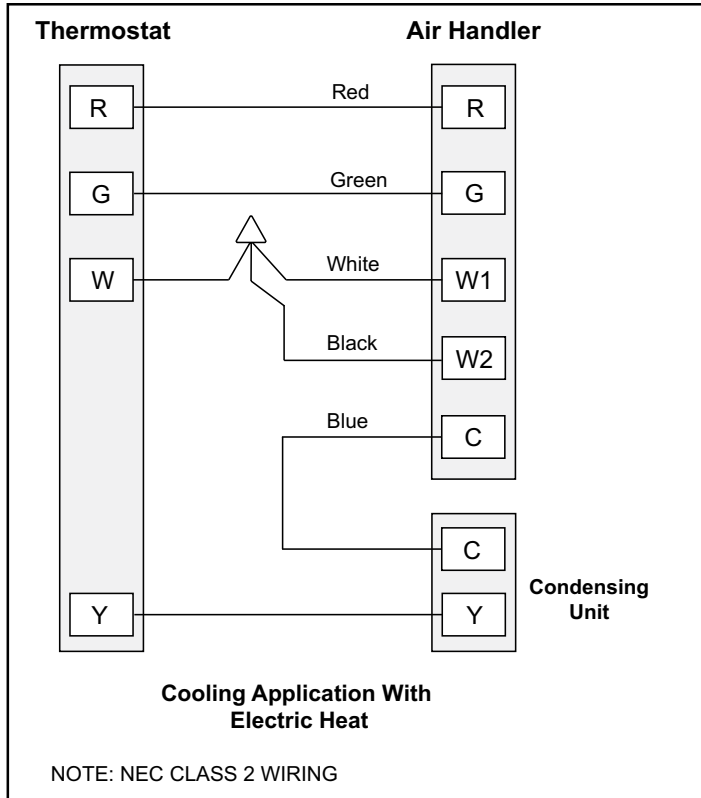 Thermostat
Air Handler
R
Red
R
G
Green
G
W
White
W1
Black
W2
Blue
C
C
Condensing
Unit
Y
Y
Cooling Application With
Electric Heat
NOTE: NEC CLASS 2 WIRING